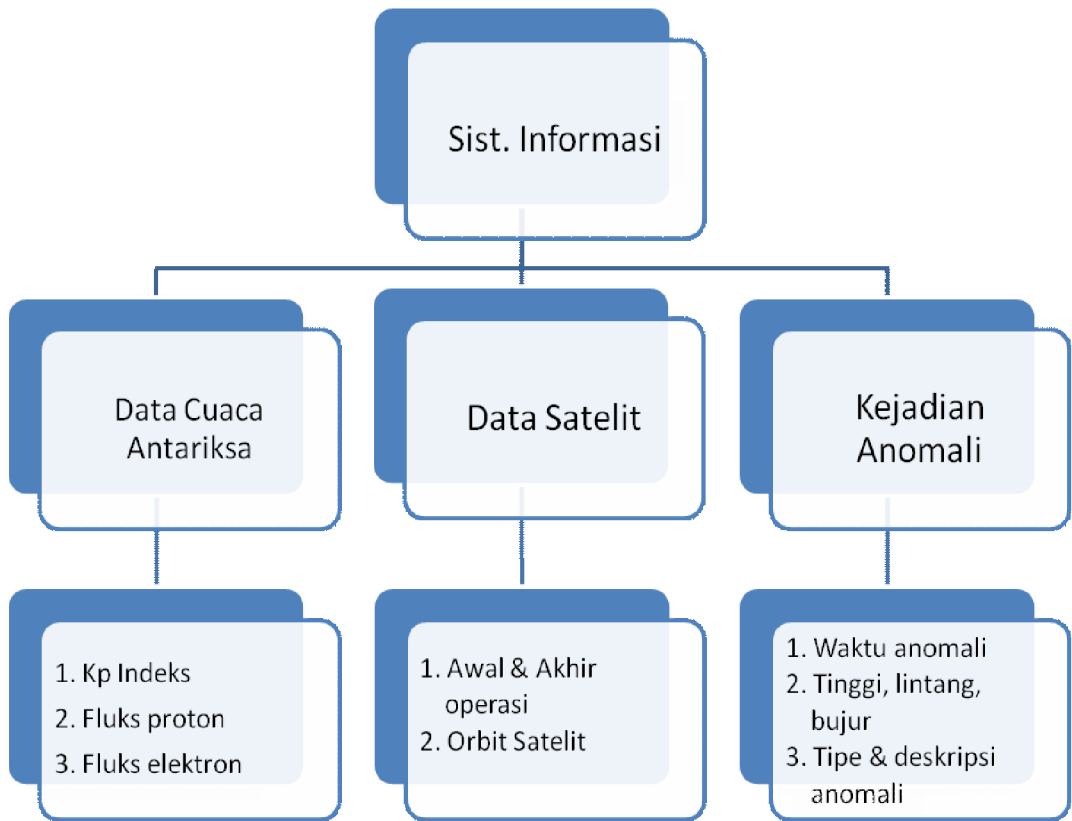 Sist. Informasi
Data Cuaca
Antariksa
Data Satelit
Kejadian
Anomali
1. Kp Indeks
2. Fluks proton
3. Fluks elektron
1. Awal & Akhir
operasi
2. Orbit Satelit
1. Waktu anomali
2. Tinggi, lintang,
bujur
3. Tipe & deskripsi
anomali